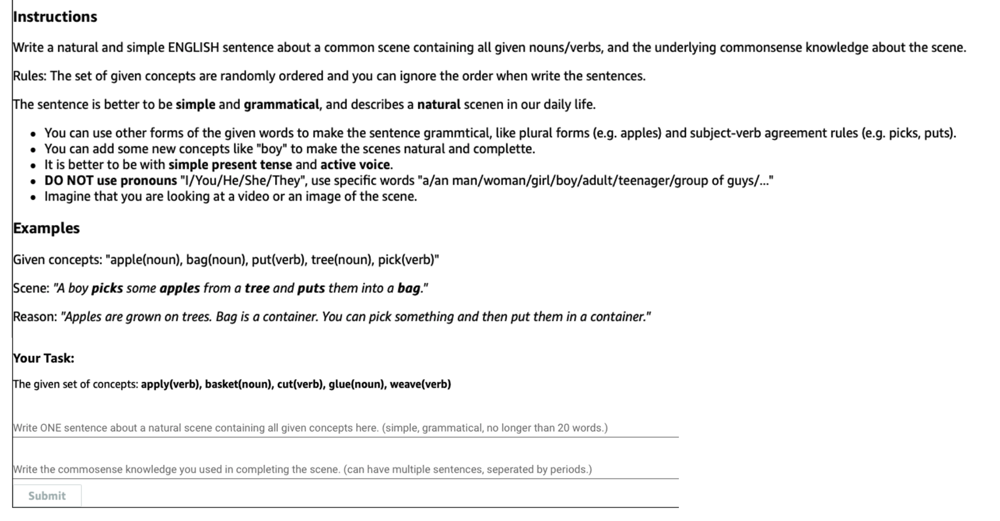 Instructions
Write a natural and simple ENGLISH sentence about a common scene containing all given nouns/verbs, and the underlying commonsense knowledge about the scene.
Rules: The set of given concepts are randomly ordered and you can ignore the order when write the sentences.
The sentence is better to be simple and grammatical, and describes a natural scenen in our daily life.
• You can use other forms of the given words to make the sentence grammtical, like plural forms (e.g. apples) and subject-verb agreement rules (e.g. picks, puts).
• You can add some new concepts like "boy" to make the scenes natural and complette.
• It is better to be with simple present tense and active voice.
• DO NOT use pronouns "I/You/He/She/They", use specific words "a/an man/woman/girl/boy/adult/teenager/group of guys/..."
• Imagine that you are looking at a video or an image of the scene.
Examples
Given concepts: "apple(noun), bag(noun), put(verb), tree(noun), pick(verb)"
Scene: "A boy picks some apples from a tree and puts them into a bag."
Reason: "Apples are grown on trees. Bag is a container. You can pick something and then put them in a container."
Your Task:
The given set of concepts: apply(verb), basket(noun), cut(verb), glue(noun), weave(verb)
Write ONE sentence about a natural scene containing all given concepts here. (simple, grammatical, no longer than 20 words.)
Write the commosense knowledge you used in completing the scene. (can have multiple sentences, seperated by periods.)
Submit